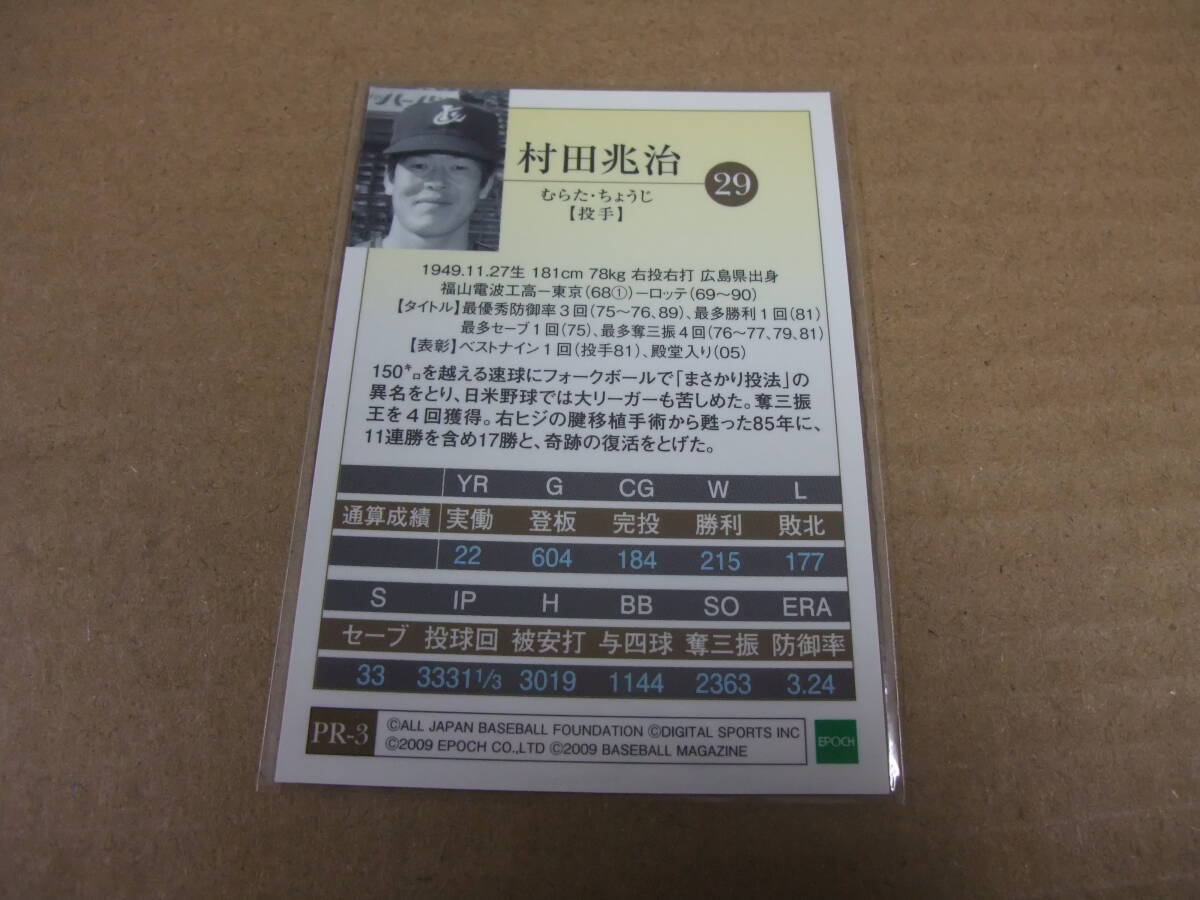 村田兆治
29
むらた・ちょうじ
【投手】
1949.11.27生 181cm 78kg 右投右打 広島県出身
福山電波工高－東京(68①)－ロッテ(69〜90)
【タイトル】最優秀防御率3回(75〜76、89)、最多勝利1回(81)
最多セーブ1回(75)、最多奪三振4回(76〜77、79、81)
【表彰】ベストナイン1回(投手81)、殿堂入り(05)
150㌔を越える速球にフォークボールで「まさかり投法」の
異名をとり、日米野球では大リーガーも苦しめた。奪三振
王を4回獲得。右ヒジの腱移植手術から甦った85年に、
11連勝を含め17勝と、奇跡の復活をとげた。
YR G CG W L
通算成績 実働 登板 完投 勝利 敗北
22 604 184 215 177
S IP H BB SO ERA
セーブ 投球回 被安打 与四球 奪三振 防御率
33 3331 1/3 3019 1144 2363 3.24
PR-3
©ALL JAPAN BASEBALL FOUNDATION ©DIGITAL SPORTS INC
©2009 EPOCH CO.,LTD ©2009 BASEBALL MAGAZINE
EPOCH